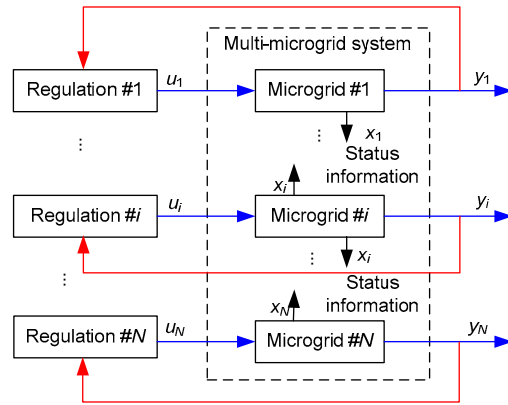 Multi-microgrid system
Regulation #1
u1
Microgrid #1
y1
x1
Status
information
xi
Regulation #i
ui
Microgrid #i
yi
xi
Status
information
xN
Regulation #N
uN
Microgrid #N
yN